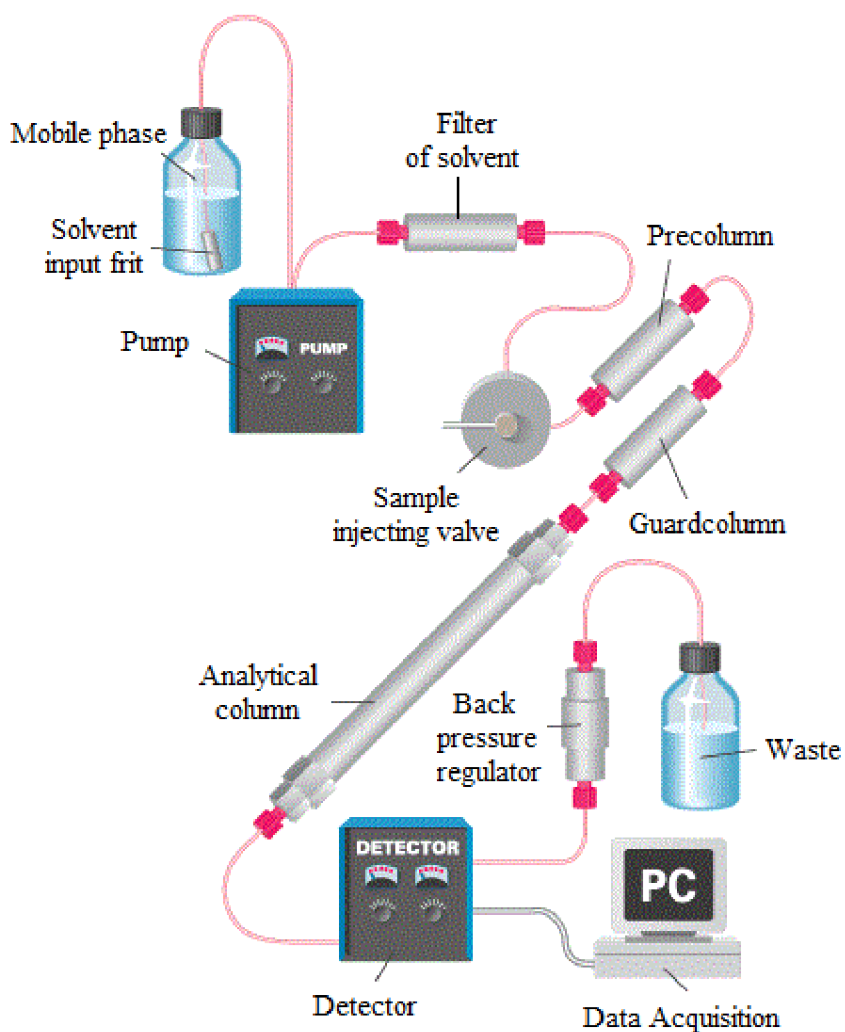 Mobile phase
Solvent
input frit
Pump
PUMP
Filter
of solvent
Precolumn
Sample
injecting valve
Guardcolumn
Analytical
column
Back
pressure
regulator
Waste
DETECTOR
PC
Detector
Data Acquisition